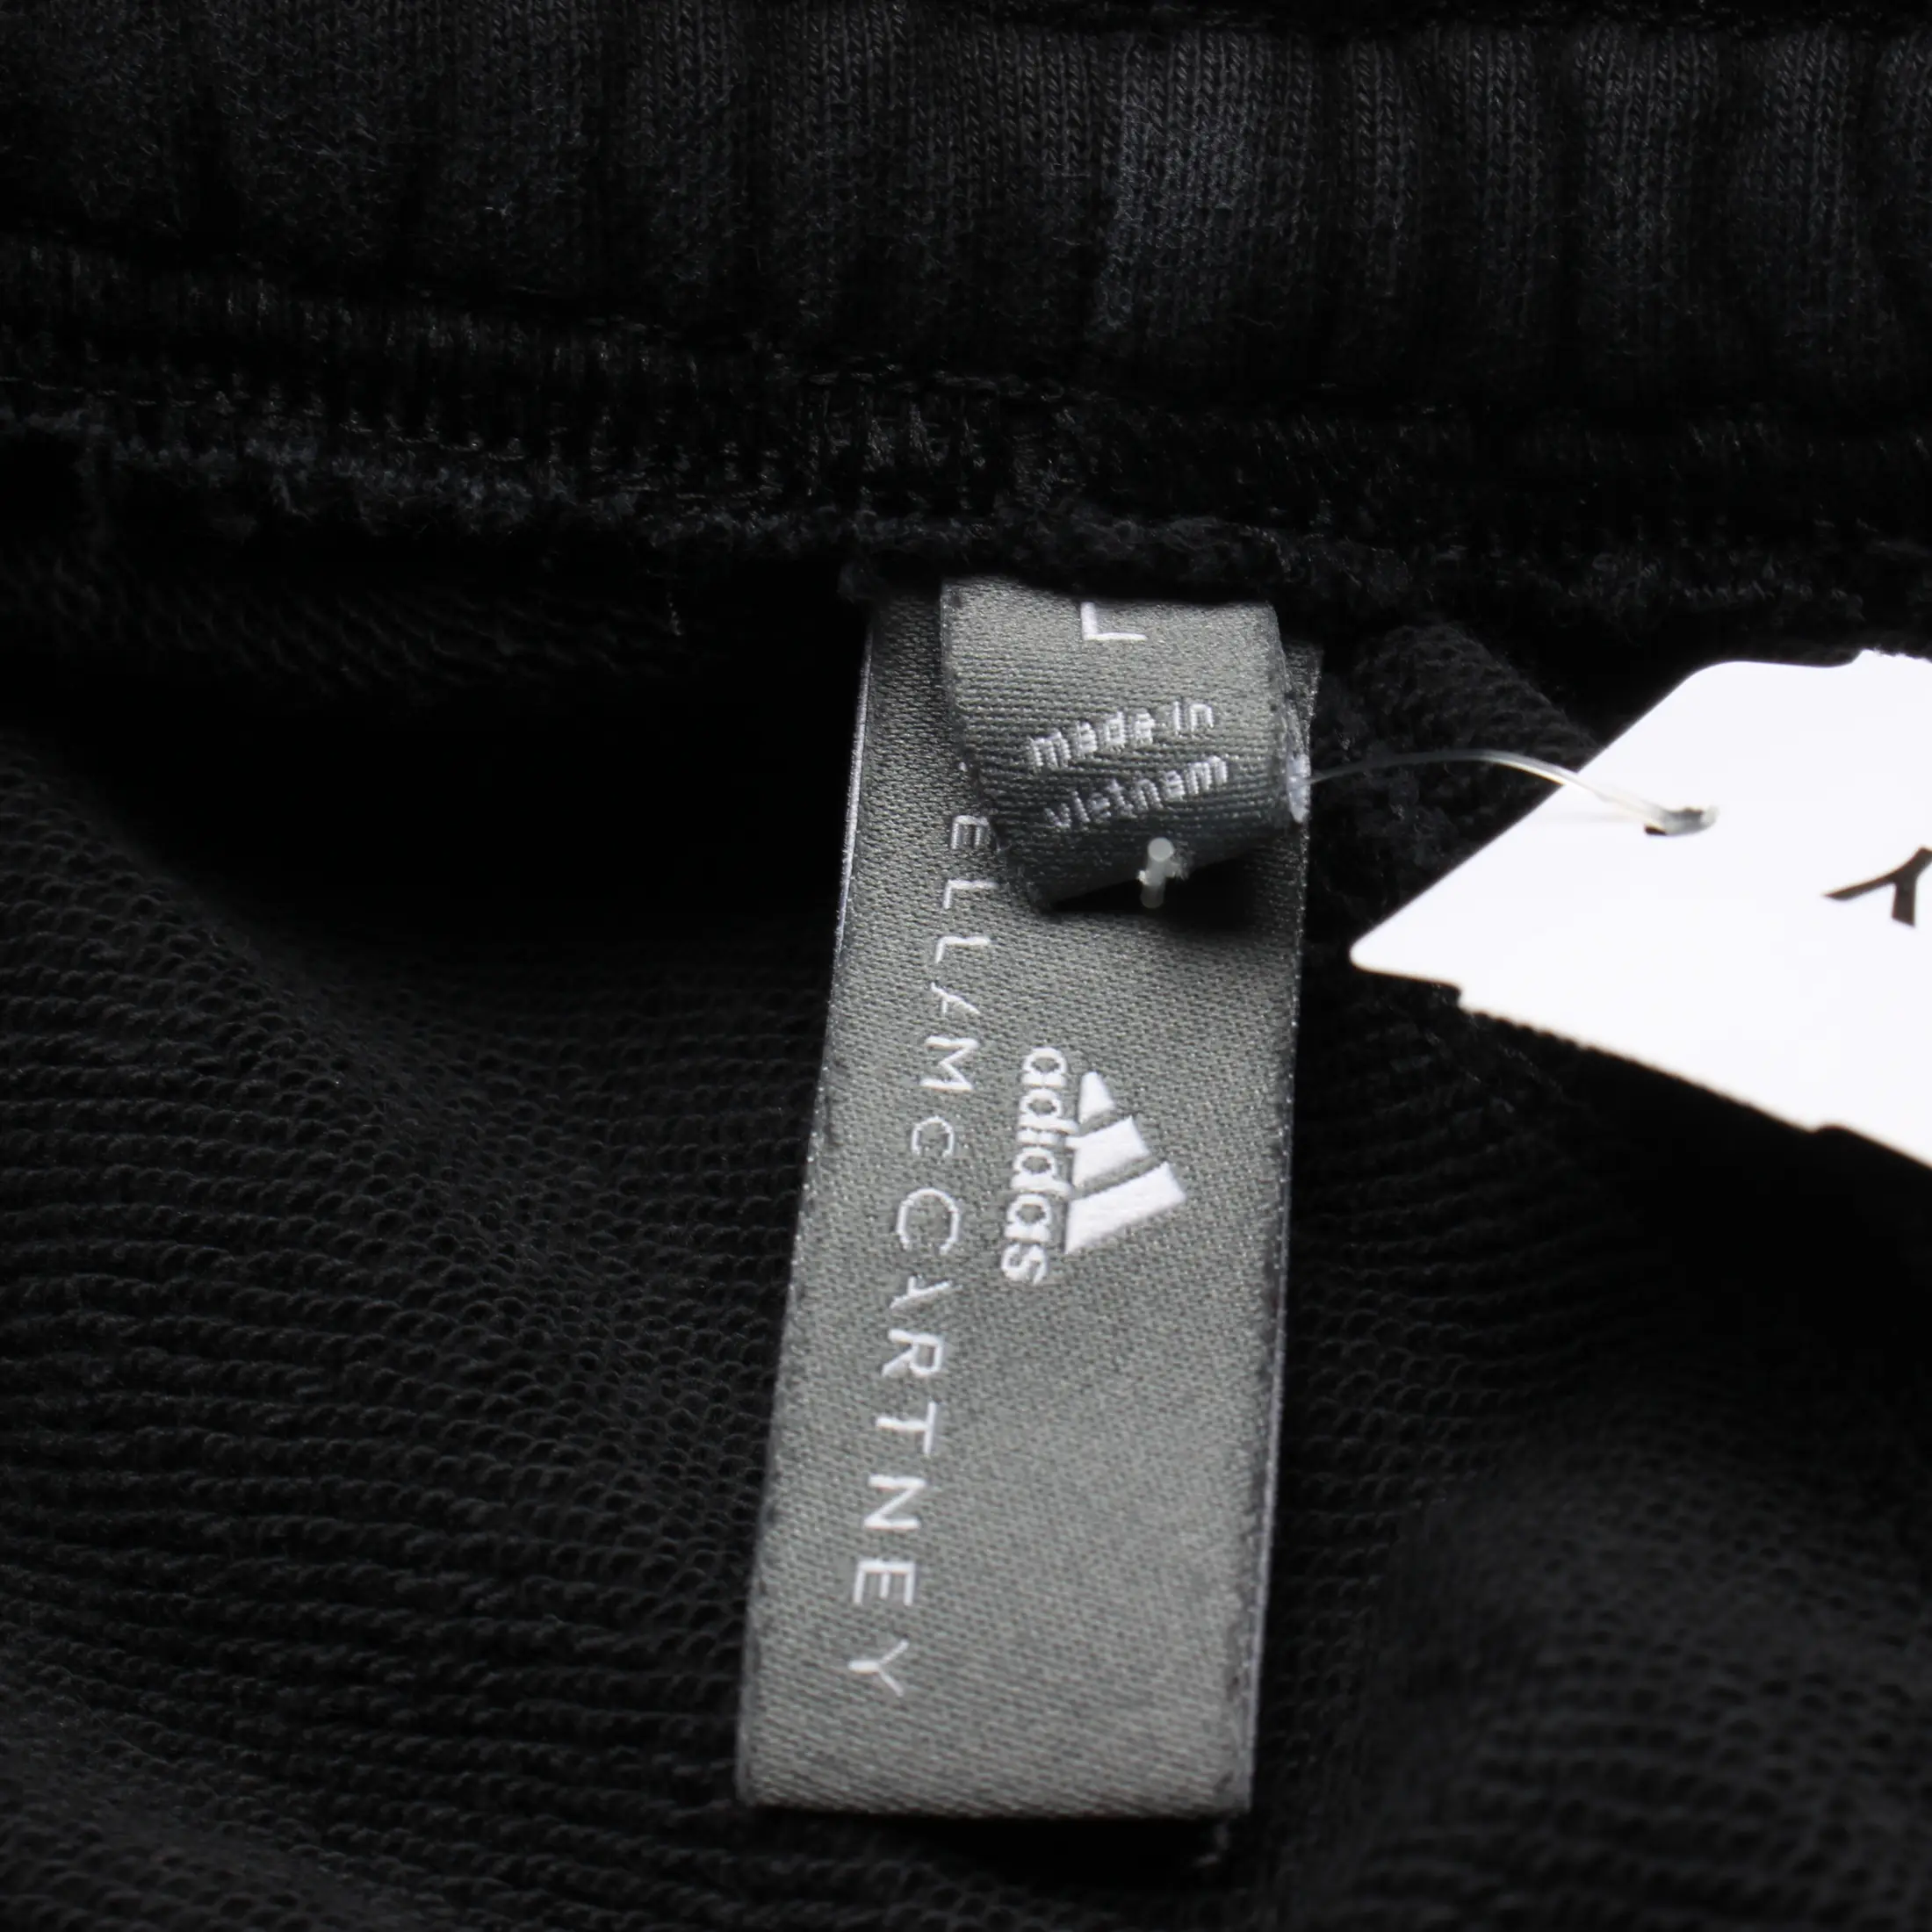 L
made in
vietnam
adidas
ELLAMCCARTNEY